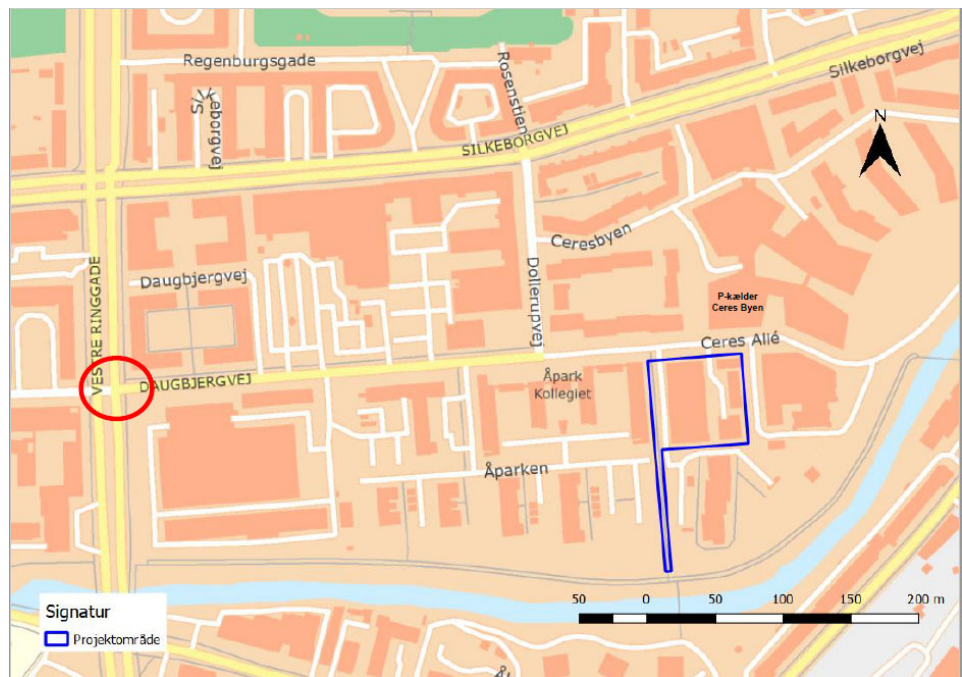 Regenburgsgade
Rosenstien
Silkeborgvej
Silkeborgvej
SILKEBORGVEJ
N
Ceresbyen
Daugbjergvej
Dollerupvej
P-kælder
Ceres Byen
VESTRE RINGGADE
Ceres Allé
DAUGBJERGVEJ
Åpark
Kollegiet
Åparken
50 0 50 100 150 200 m
Signatur
Projektområde